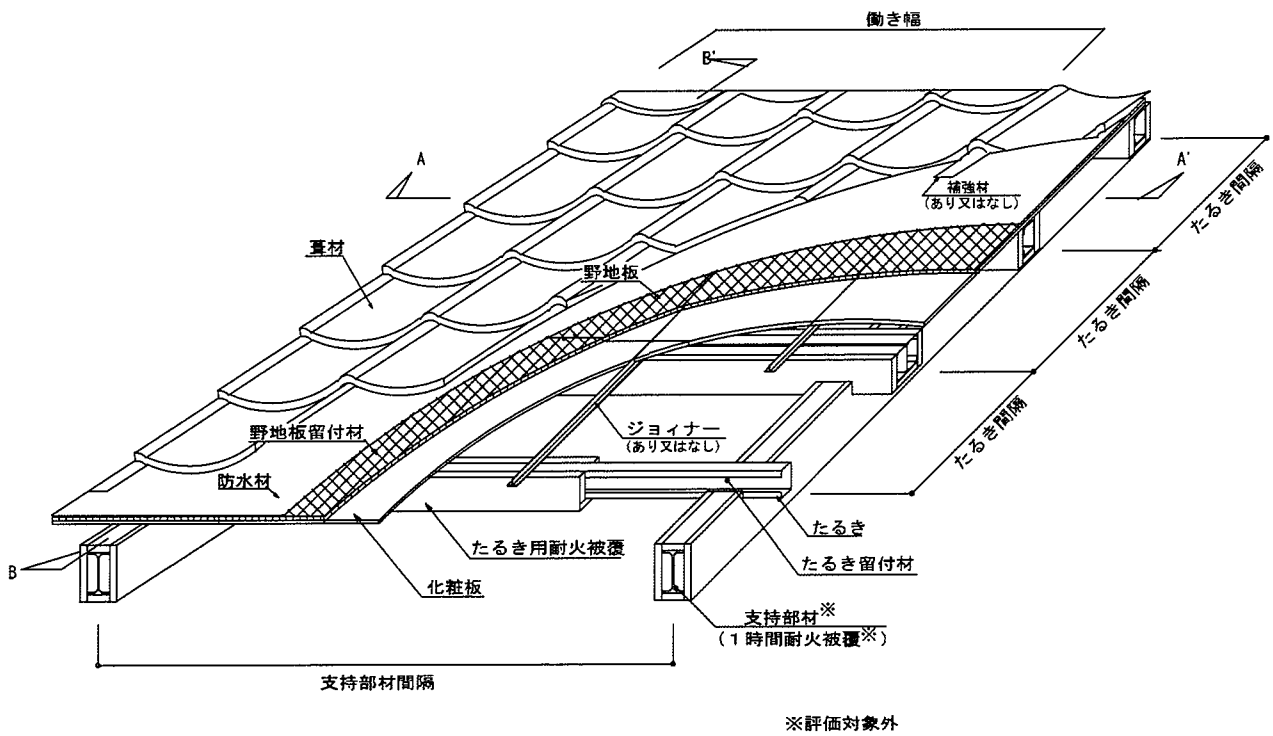 働き幅
B'
A
A'
補強材
(あり又はなし)
たるき間隔
葺材
野地板
たるき間隔
たるき間隔
野地板留付材
ジョイナー
(あり又はなし)
防水材
たるき
たるき用耐火被覆
たるき留付材
B
化粧板
支持部材※
(1時間耐火被覆※)
支持部材間隔
※評価対象外